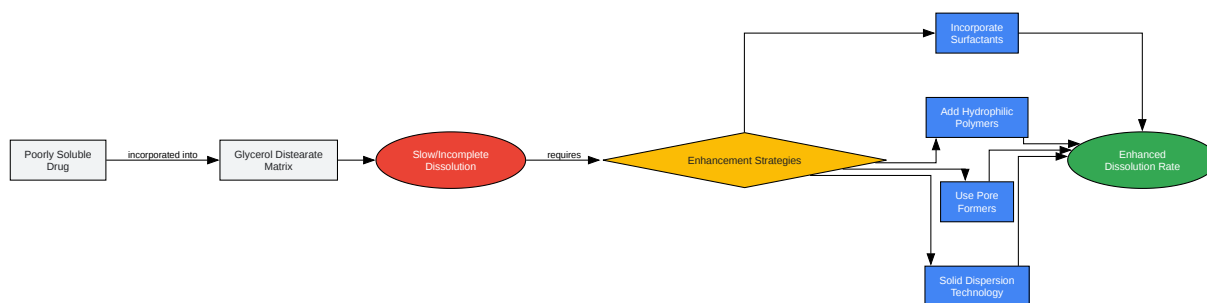 Poorly Soluble
Drug
incorporated into
Glycerol Distearate
Matrix
Slow/Incomplete
Dissolution
requires
Enhancement Strategies
Incorporate
Surfactants
Add Hydrophilic
Polymers
Use Pore
Formers
Solid Dispersion
Technology
Enhanced
Dissolution Rate